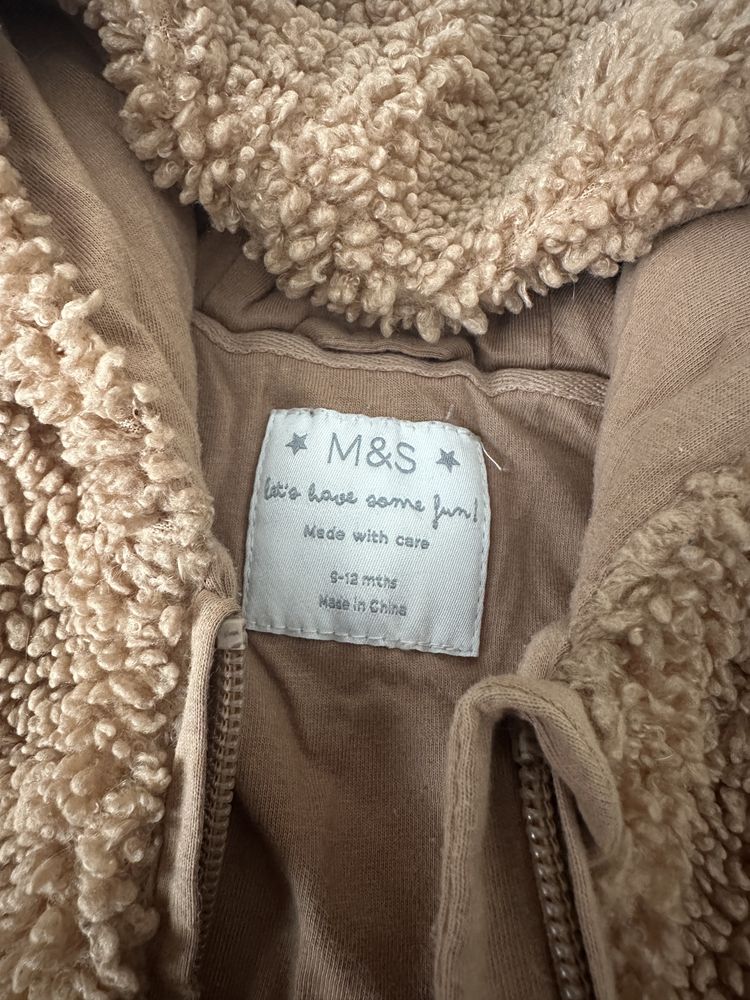 M&S
let's have some fun!
Made with care
9-12 mths
Made in China